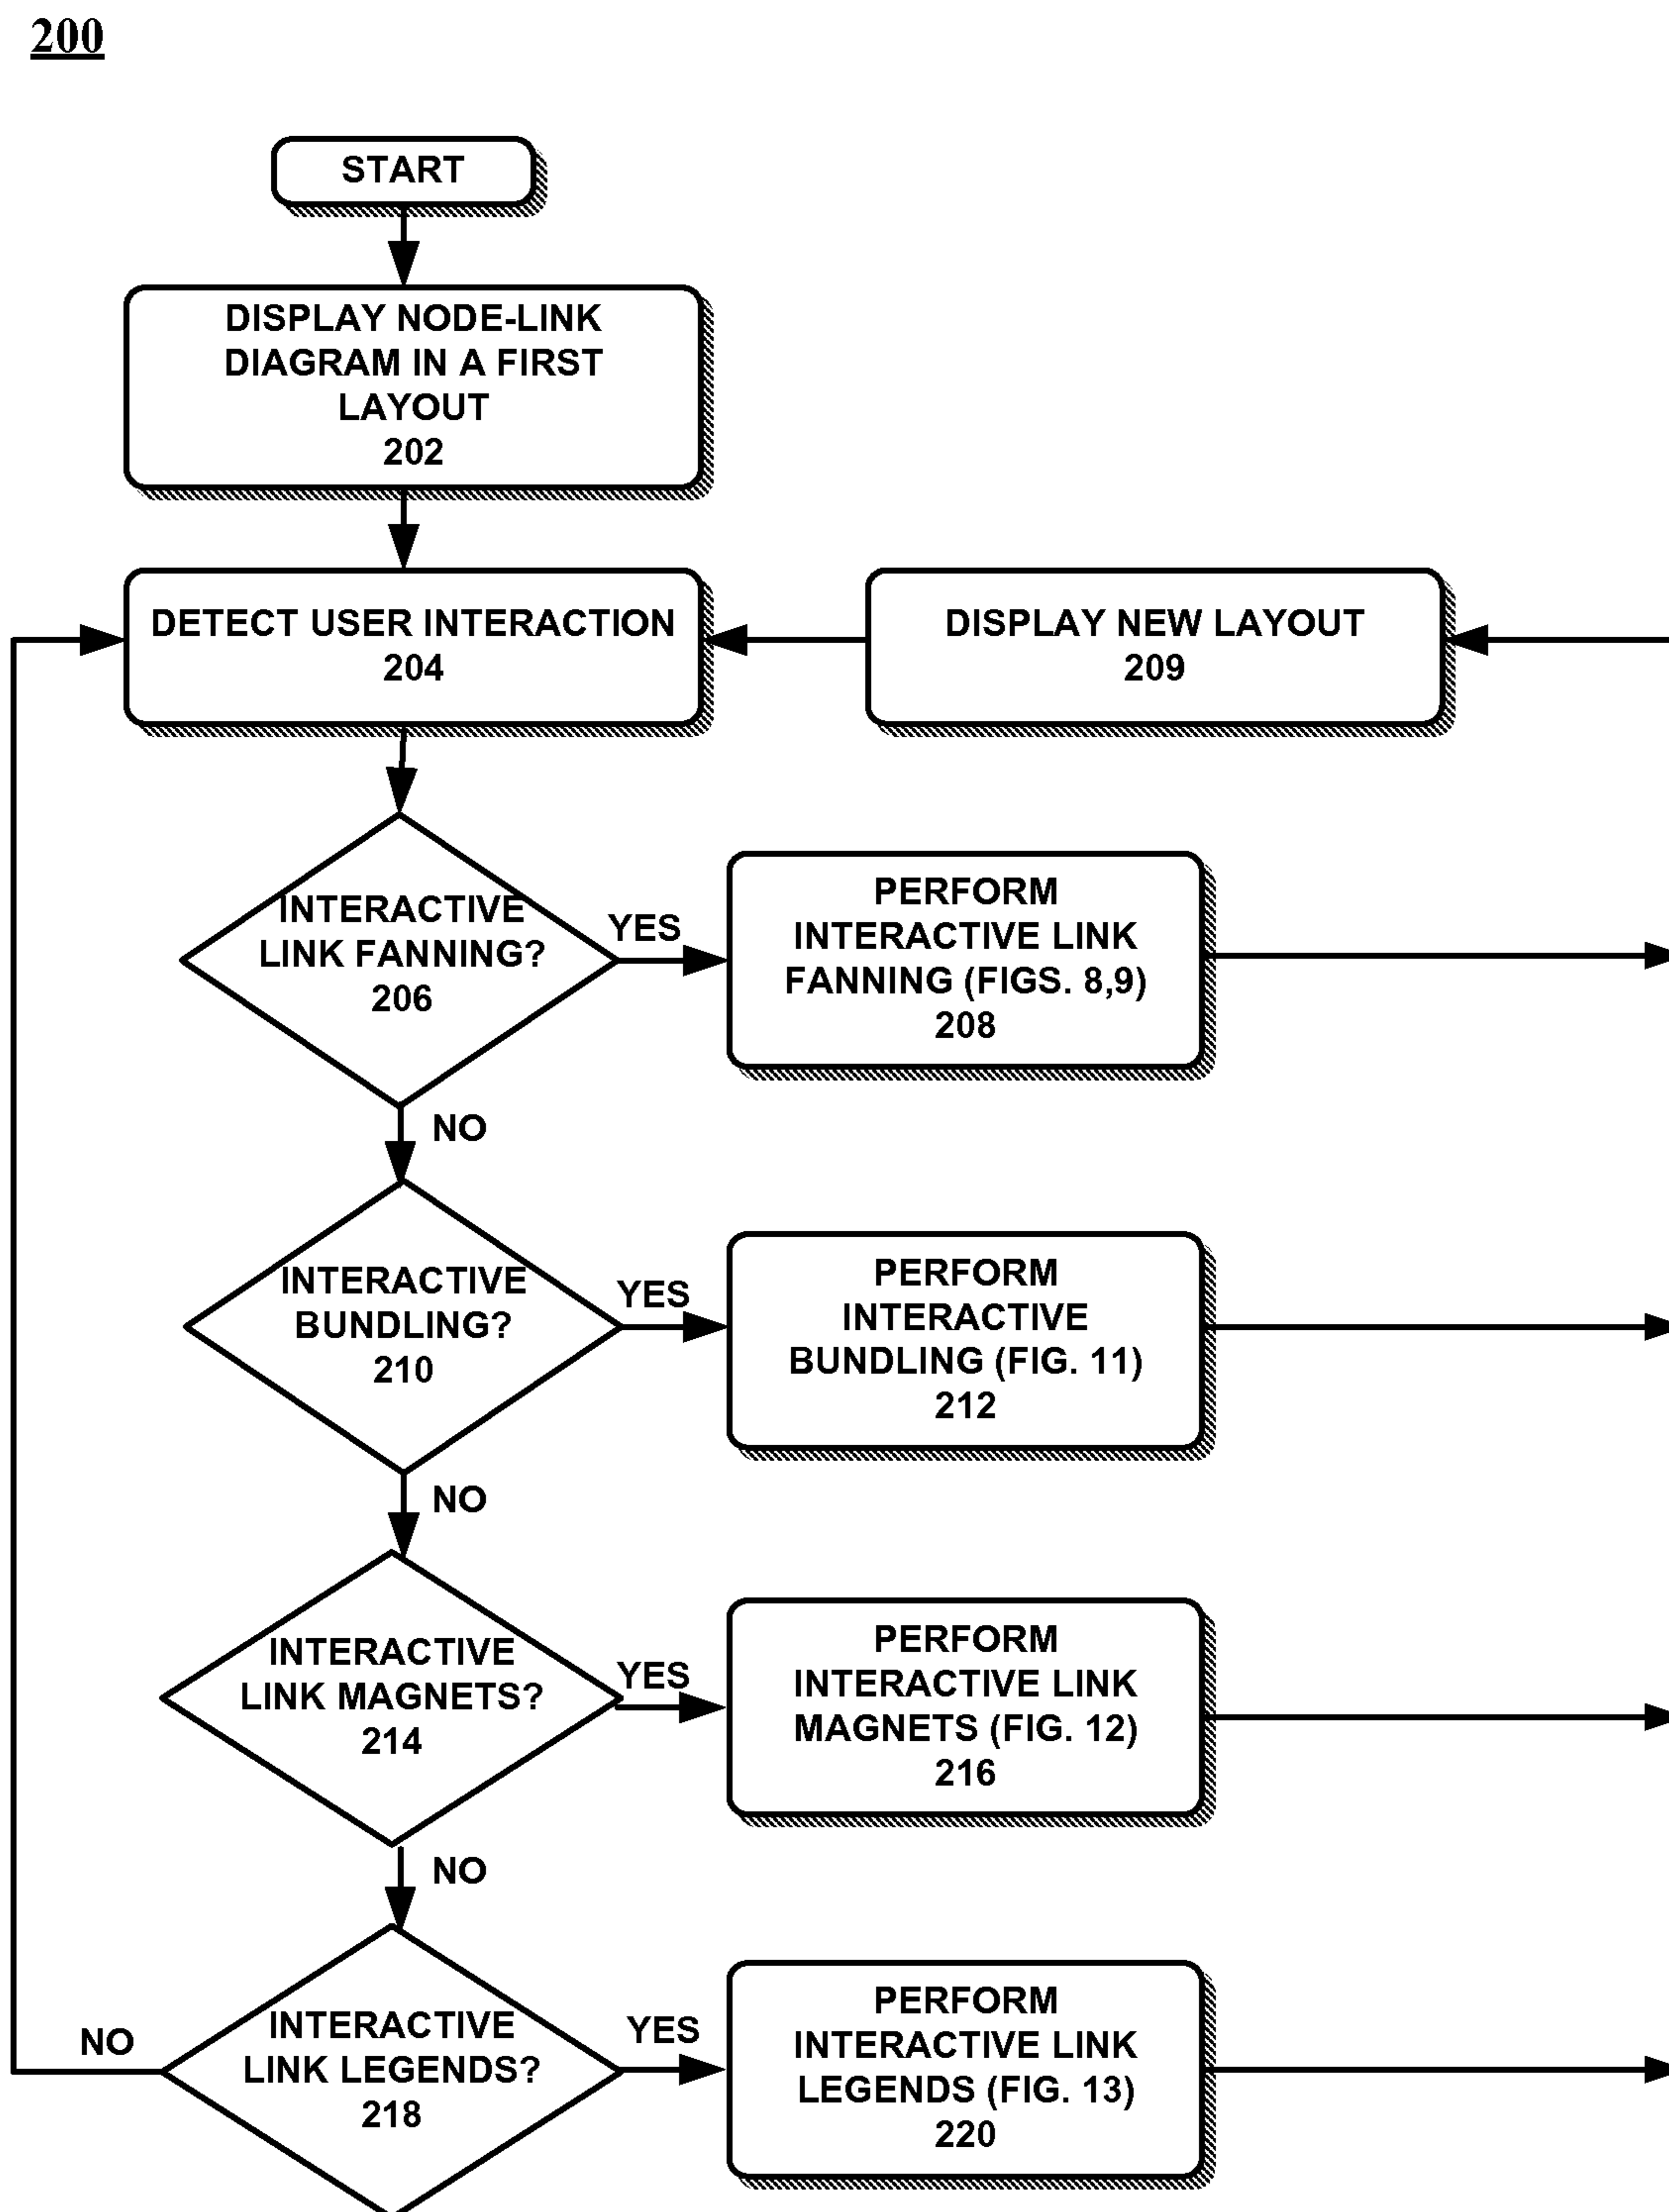 200
START
DISPLAY NODE-LINK
DIAGRAM IN A FIRST
LAYOUT
202
DETECT USER INTERACTION
204
DISPLAY NEW LAYOUT
209
INTERACTIVE
LINK FANNING?
206
YES
PERFORM
INTERACTIVE LINK
FANNING (FIGS. 8,9)
208
NO
INTERACTIVE
BUNDLING?
210
YES
PERFORM
INTERACTIVE
BUNDLING (FIG. 11)
212
NO
INTERACTIVE
LINK MAGNETS?
214
YES
PERFORM
INTERACTIVE LINK
MAGNETS (FIG. 12)
216
NO
NO
INTERACTIVE
LINK LEGENDS?
218
YES
PERFORM
INTERACTIVE LINK
LEGENDS (FIG. 13)
220